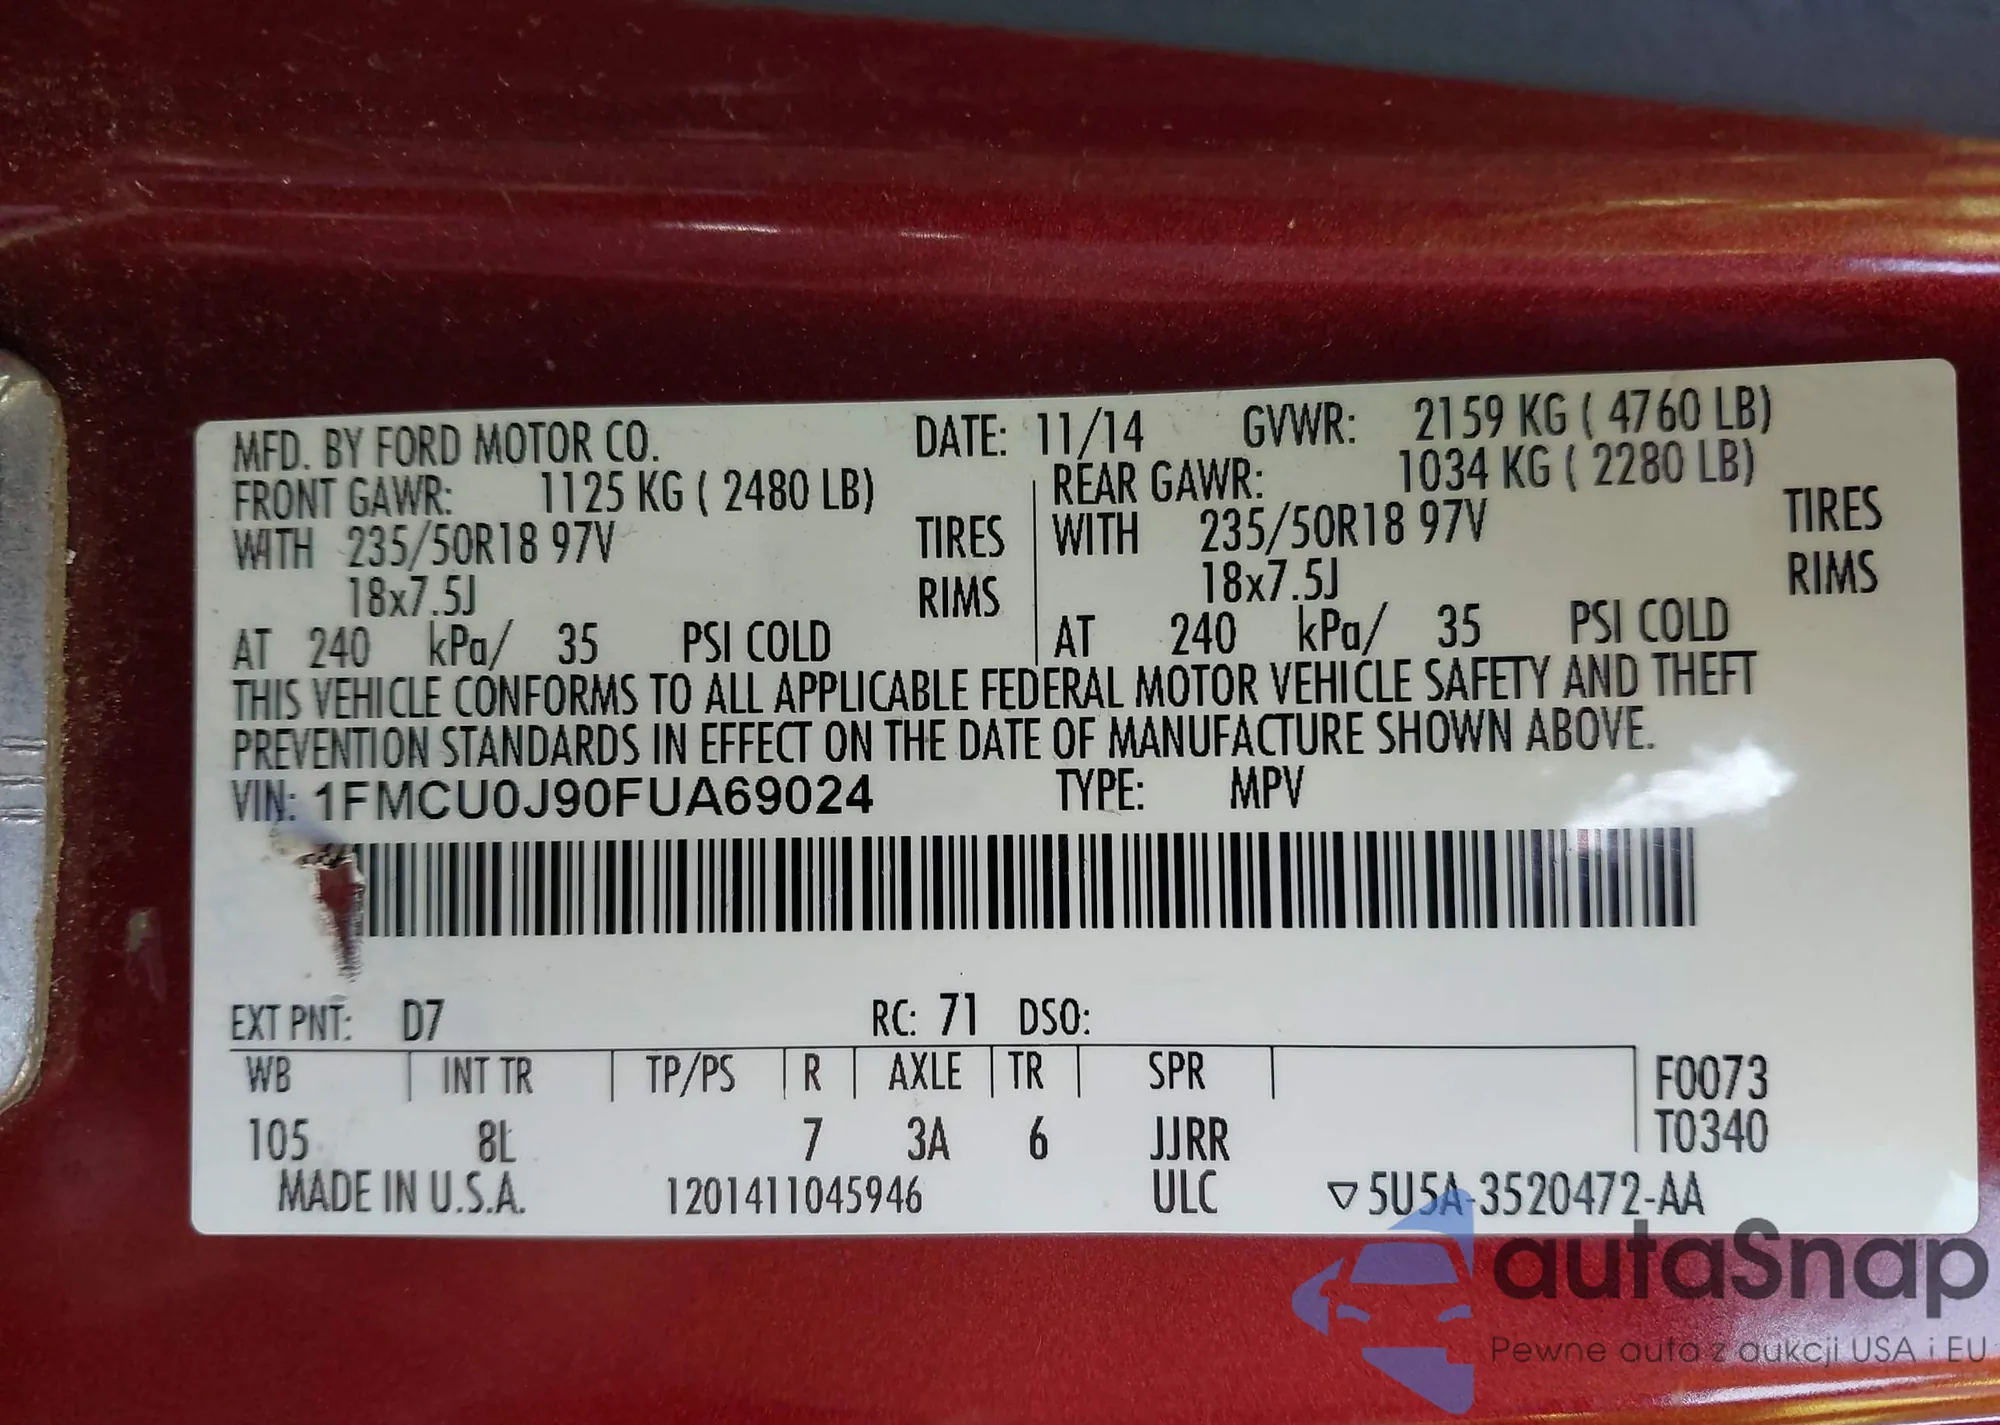 MFD. BY FORD MOTOR CO. DATE: 11/14 GVWR: 2159 KG ( 4760 LB)
FRONT GAWR: 1125 KG ( 2480 LB) REAR GAWR: 1034 KG ( 2280 LB)
WITH 235/50R18 97V TIRES WITH 235/50R18 97V TIRES
18x7.5J RIMS 18x7.5J RIMS
AT 240 kPa/ 35 PSI COLD AT 240 kPa/ 35 PSI COLD
THIS VEHICLE CONFORMS TO ALL APPLICABLE FEDERAL MOTOR VEHICLE SAFETY AND THEFT
PREVENTION STANDARDS IN EFFECT ON THE DATE OF MANUFACTURE SHOWN ABOVE.
VIN: 1FMCU0J90FUA69024 TYPE: MPV
EXT PNT: D7 RC: 71 DSO:
WB INT TR TP/PS R AXLE TR SPR F0073
105 8L 7 3A 6 JJRR T0340
MADE IN U.S.A. 1201411045946 ULC ▽5U5A-3520472-AA
autaSnap
Pewne auta z aukcji USA i EU